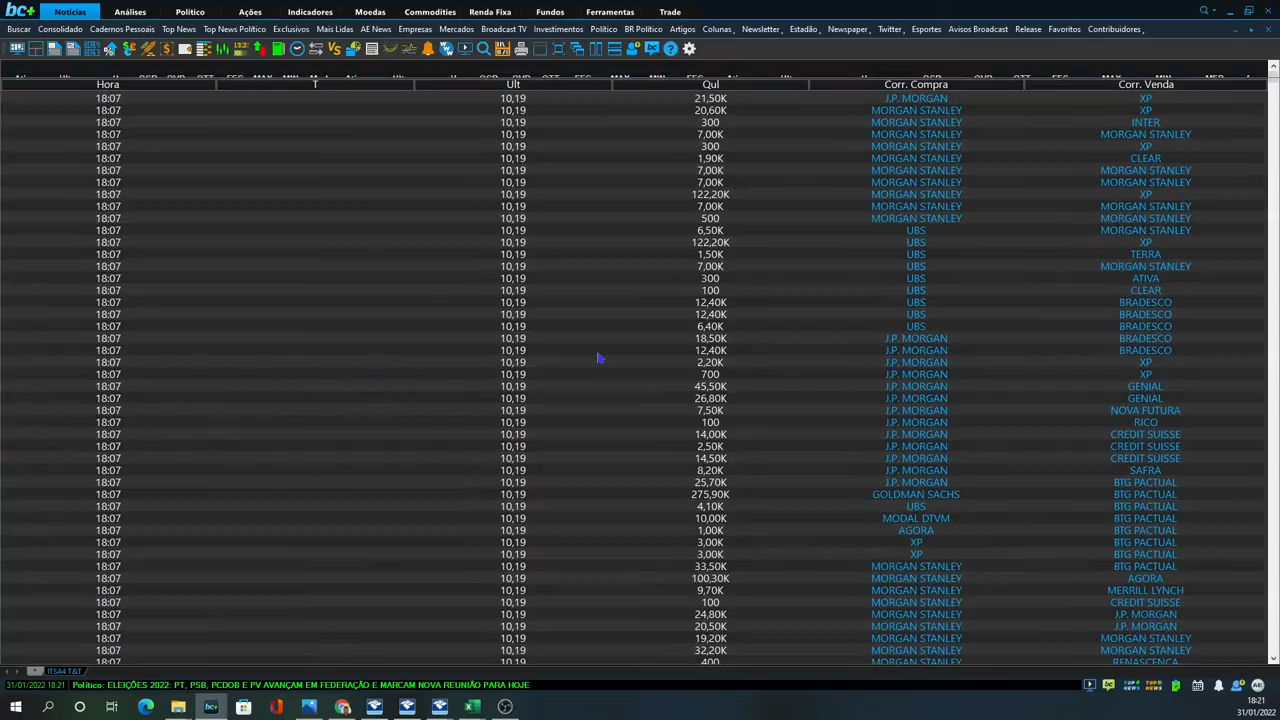 bc+ Notícias Análises Político Ações Indicadores Moedas Commodities Renda Fixa Fundos Ferramentas Trade
Buscar Consolidado Cadernos Pessoais Top News Top News Político Exclusivos Mais Lidas AE News Empresas Mercados Broadcast TV Investimentos Político BR Político Artigos Colunas Newsletter Estadão Newspaper Twitter Esportes Avisos Broadcast Release Favoritos Contribuidores
Hora T Ult Qul Corr. Compra Corr. Venda
18:07 10,19 21,50K J.P. MORGAN XP
18:07 10,19 20,60K MORGAN STANLEY XP
18:07 10,19 300 MORGAN STANLEY INTER
18:07 10,19 7,00K MORGAN STANLEY MORGAN STANLEY
18:07 10,19 300 MORGAN STANLEY XP
18:07 10,19 1,90K MORGAN STANLEY CLEAR
18:07 10,19 7,00K MORGAN STANLEY MORGAN STANLEY
18:07 10,19 7,00K MORGAN STANLEY MORGAN STANLEY
18:07 10,19 122,20K MORGAN STANLEY XP
18:07 10,19 7,00K MORGAN STANLEY MORGAN STANLEY
18:07 10,19 500 MORGAN STANLEY MORGAN STANLEY
18:07 10,19 6,50K UBS MORGAN STANLEY
18:07 10,19 122,20K UBS XP
18:07 10,19 1,50K UBS TERRA
18:07 10,19 7,00K UBS MORGAN STANLEY
18:07 10,19 300 UBS ATIVA
18:07 10,19 100 UBS CLEAR
18:07 10,19 12,40K UBS BRADESCO
18:07 10,19 12,40K UBS BRADESCO
18:07 10,19 6,40K UBS BRADESCO
18:07 10,19 18,50K J.P. MORGAN BRADESCO
18:07 10,19 12,40K J.P. MORGAN BRADESCO
18:07 10,19 2,20K J.P. MORGAN XP
18:07 10,19 700 J.P. MORGAN XP
18:07 10,19 45,50K J.P. MORGAN GENIAL
18:07 10,19 26,80K J.P. MORGAN GENIAL
18:07 10,19 7,50K J.P. MORGAN NOVA FUTURA
18:07 10,19 100 J.P. MORGAN RICO
18:07 10,19 14,00K J.P. MORGAN CREDIT SUISSE
18:07 10,19 2,50K J.P. MORGAN CREDIT SUISSE
18:07 10,19 14,50K J.P. MORGAN CREDIT SUISSE
18:07 10,19 8,20K J.P. MORGAN SAFRA
18:07 10,19 25,70K J.P. MORGAN BTG PACTUAL
18:07 10,19 275,90K GOLDMAN SACHS BTG PACTUAL
18:07 10,19 4,10K UBS BTG PACTUAL
18:07 10,19 10,00K MODAL DTVM BTG PACTUAL
18:07 10,19 1,00K AGORA BTG PACTUAL
18:07 10,19 3,00K XP BTG PACTUAL
18:07 10,19 3,00K XP BTG PACTUAL
18:07 10,19 33,50K MORGAN STANLEY BTG PACTUAL
18:07 10,19 100,30K MORGAN STANLEY AGORA
18:07 10,19 9,70K MORGAN STANLEY MERRILL LYNCH
18:07 10,19 100 MORGAN STANLEY CREDIT SUISSE
18:07 10,19 24,80K MORGAN STANLEY J.P. MORGAN
18:07 10,19 20,50K MORGAN STANLEY J.P. MORGAN
18:07 10,19 19,20K MORGAN STANLEY MORGAN STANLEY
18:07 10,19 32,20K MORGAN STANLEY MORGAN STANLEY
18:07 10,19 400 MORGAN STANLEY RENASCENÇA
ITSA4 T&T
31/01/2022 18:21 Político: ELEIÇÕES 2022: PT, PSB, PCDOB E PV AVANÇAM EM FEDERAÇÃO E MARCAM NOVA REUNIÃO PARA HOJE
18:21
31/01/2022